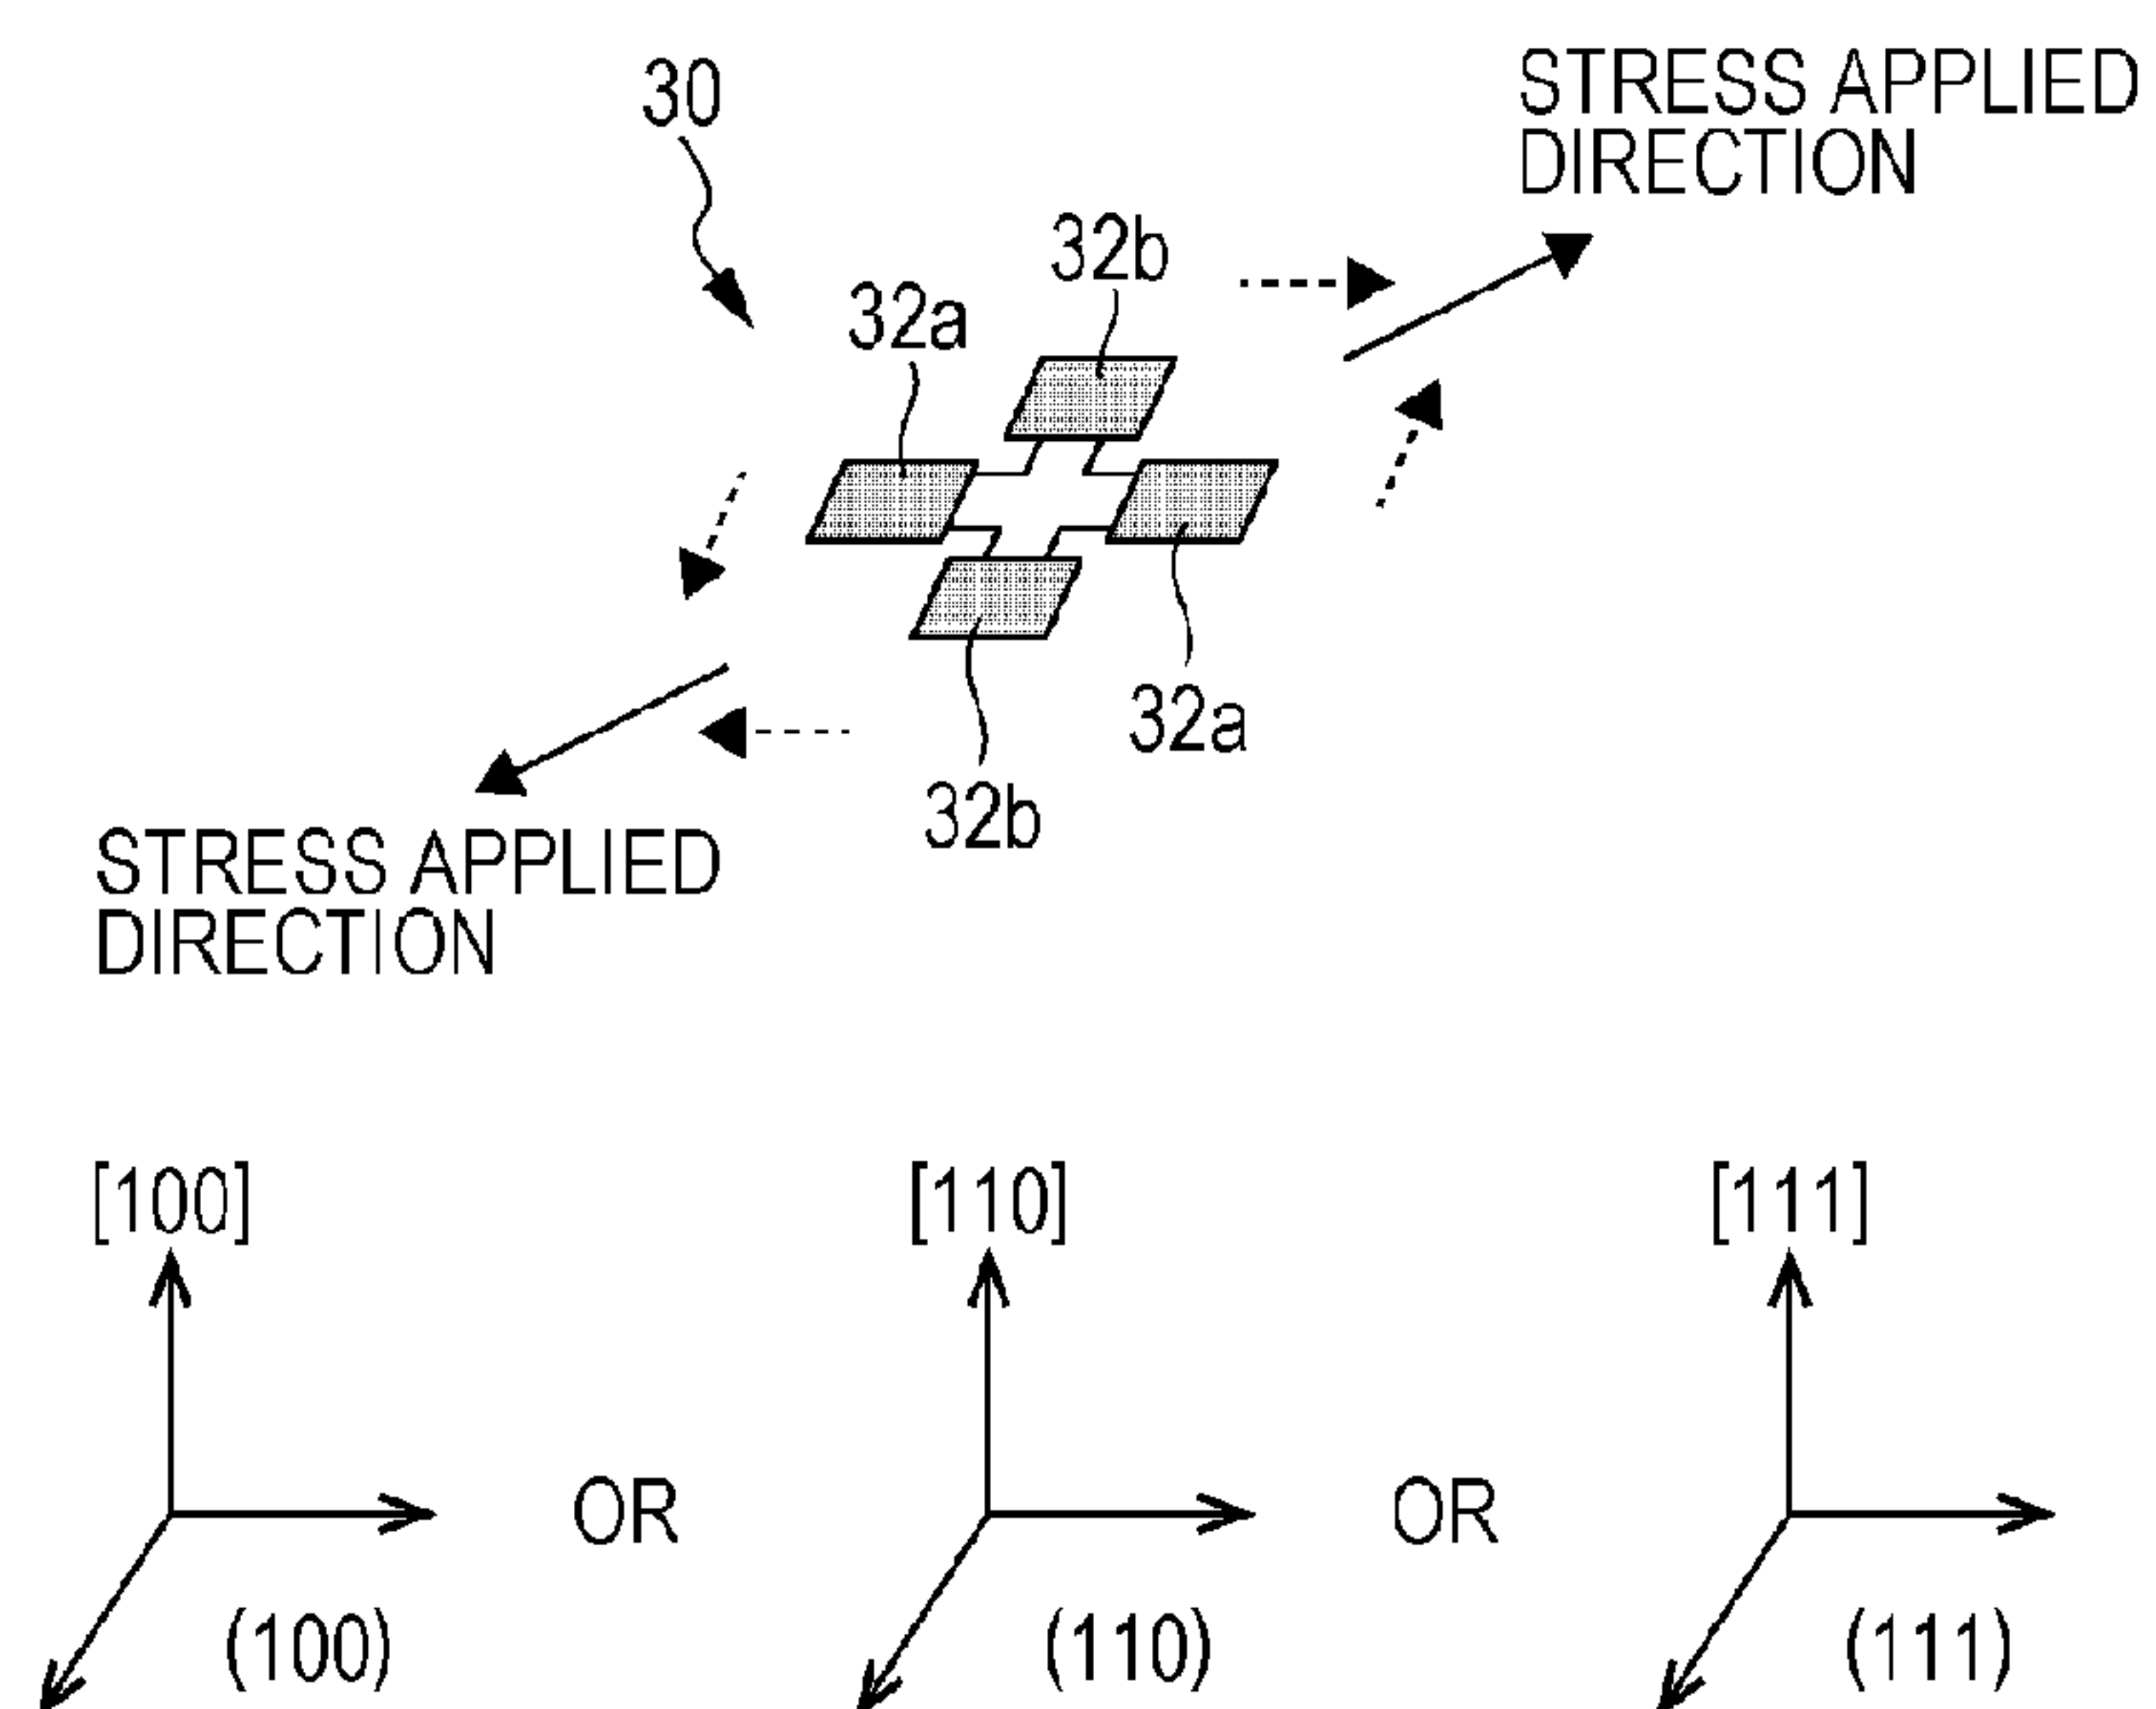 30
STRESS APPLIED
DIRECTION
32b
32a
32a
32b
STRESS APPLIED
DIRECTION
[100]
[110]
[111]
OR
OR
(100)
(110)
(111)